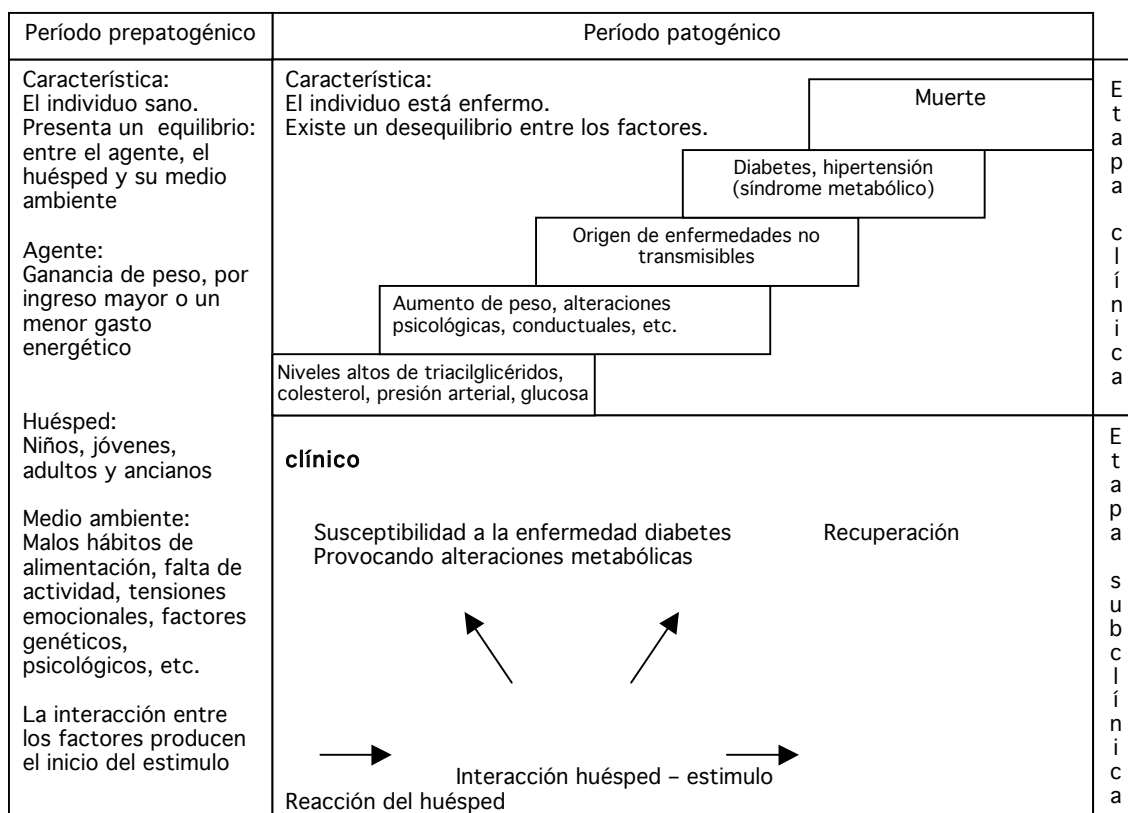 Período prepatogénico
Período patogénico
Característica:
El individuo sano.
Presenta un  equilibrio:
entre el agente, el
huésped y su medio
ambiente
Agente:
Ganancia de peso, por
ingreso mayor o un
menor gasto
energético
Huésped:
Niños, jóvenes,
adultos y ancianos
Medio ambiente:
Malos hábitos de
alimentación, falta de
actividad, tensiones
emocionales, factores
genéticos,
psicológicos, etc.
La interacción entre
los factores producen
el inicio del estimulo
Característica:
El individuo está enfermo.
Existe un desequilibrio entre los factores.
Muerte
Diabetes, hipertensión
(síndrome metabólico)
Origen de enfermedades no
transmisibles
Aumento de peso, alteraciones
psicológicas, conductuales, etc.
Niveles altos de triacilglicéridos,
colesterol, presión arterial, glucosa
clínico
Susceptibilidad a la enfermedad diabetes
Provocando alteraciones metabólicas
Recuperación
Interacción huésped – estimulo
Reacción del huésped
Etapa clínica
Etapa subclínica